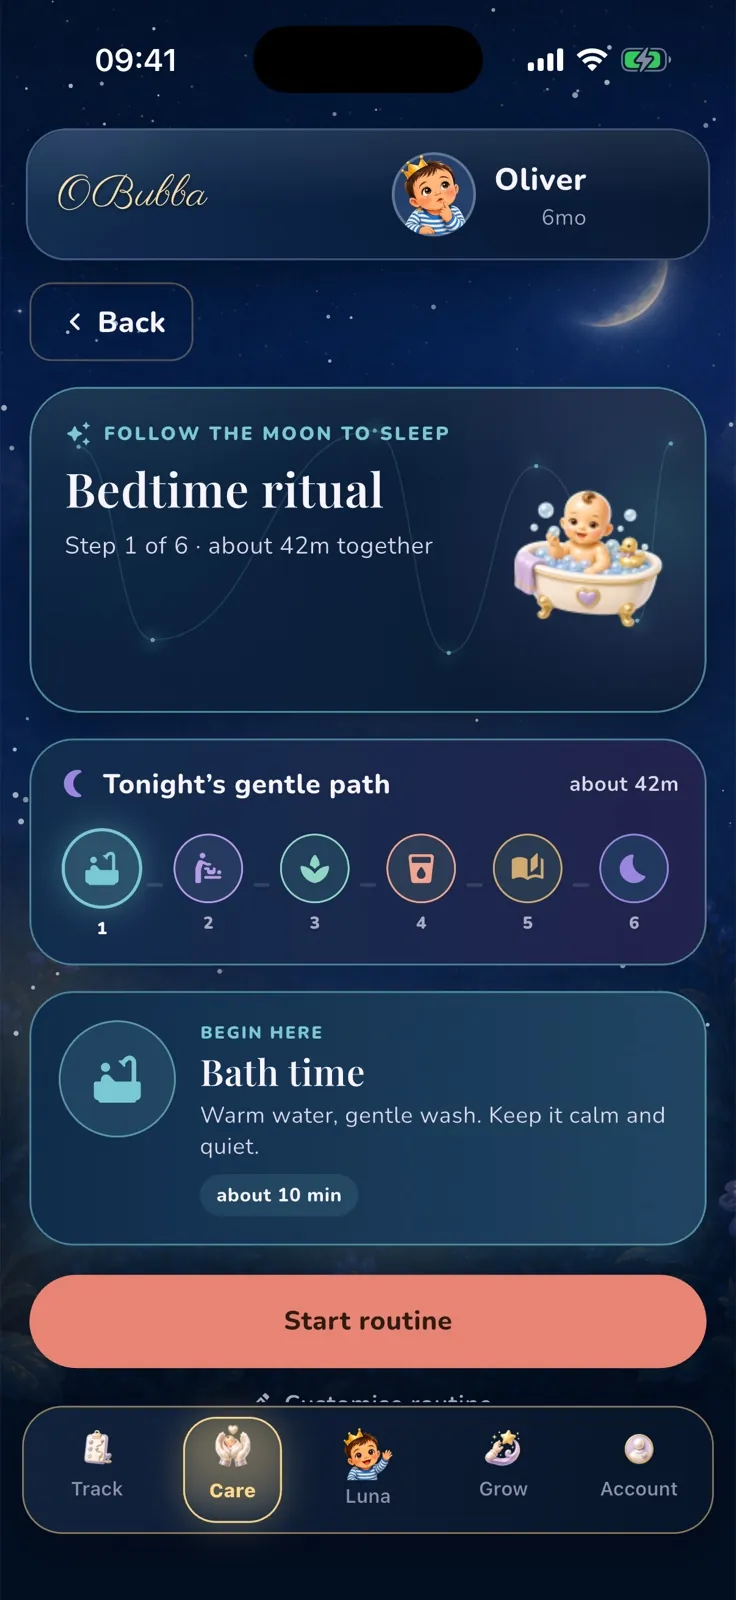 09:41
OBubba
Oliver
6mo
Back
FOLLOW THE MOON TO SLEEP
Bedtime ritual
Step 1 of 6 · about 42m together
Tonight’s gentle path
about 42m
1 2 3 4 5 6
BEGIN HERE
Bath time
Warm water, gentle wash. Keep it calm and
quiet.
about 10 min
Start routine
Customise routine
Track Care Luna Grow Account